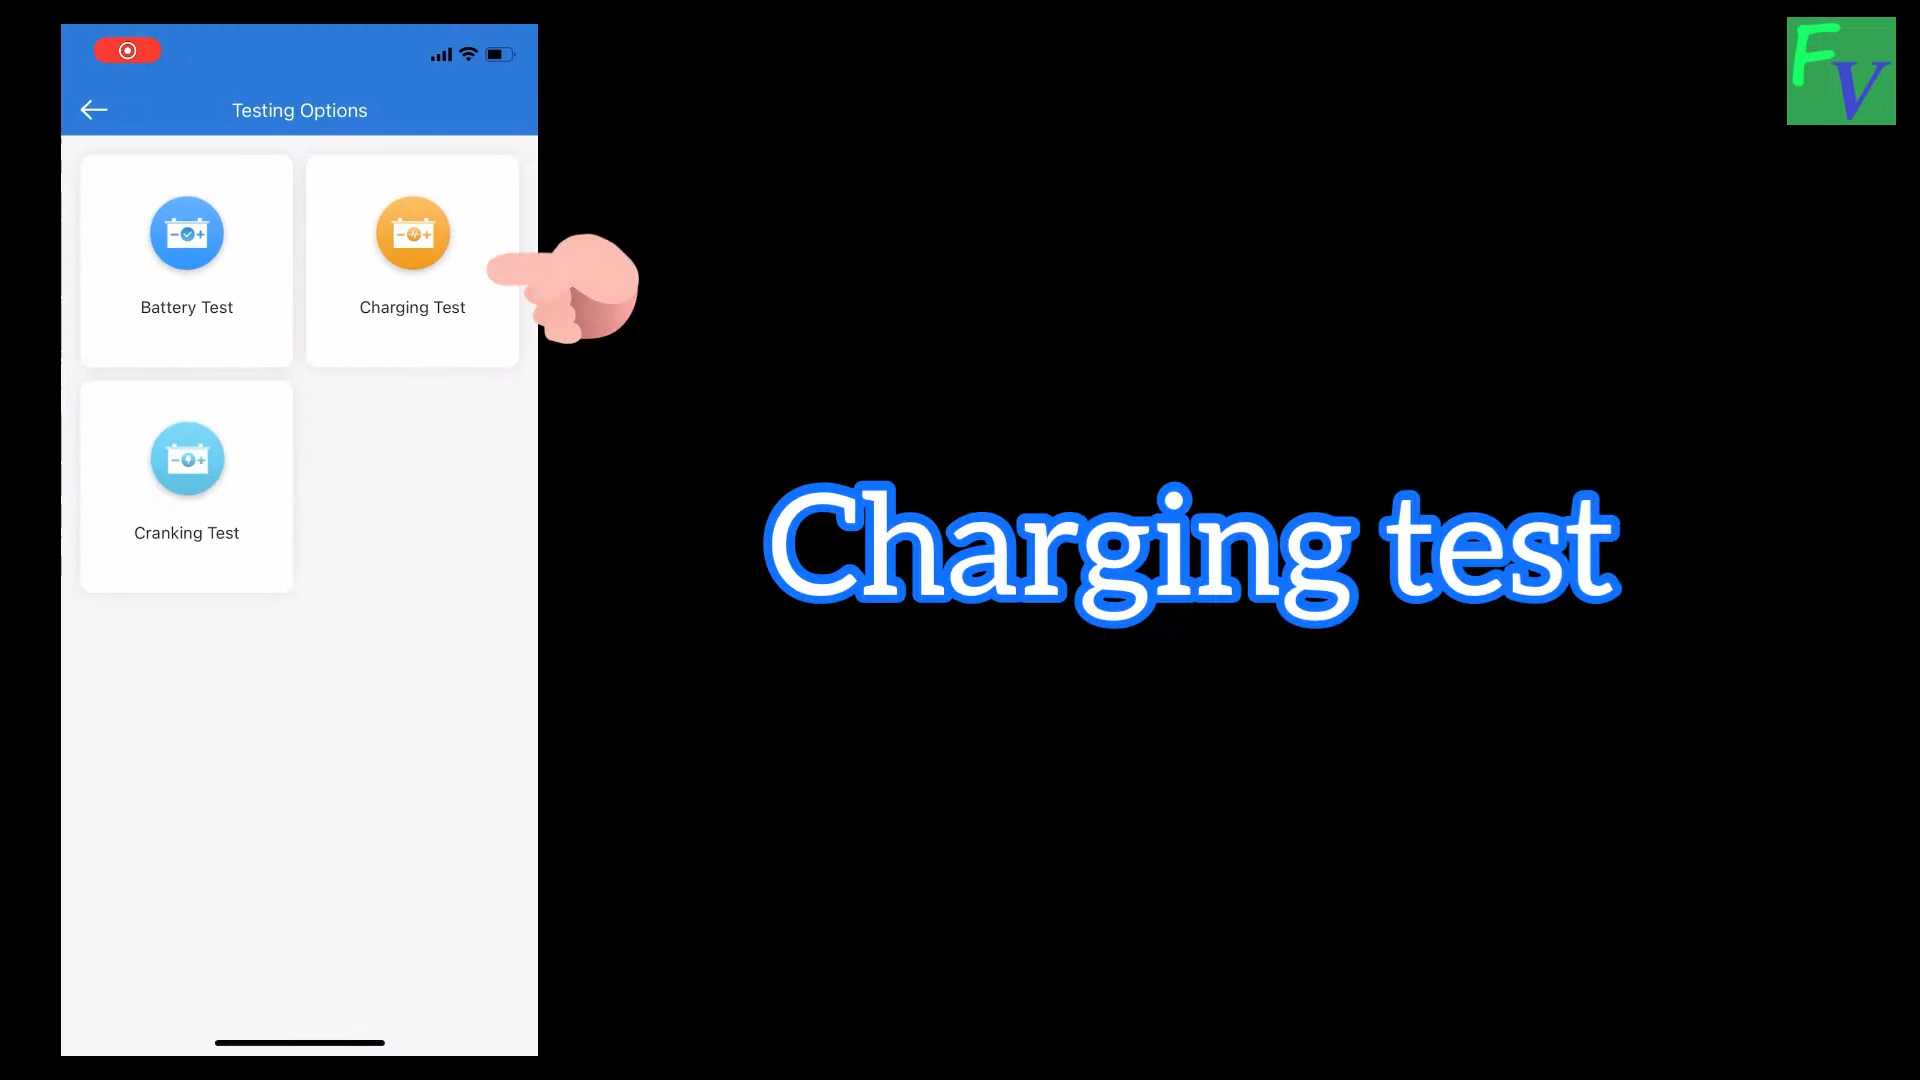 Testing Options
Battery Test
Charging Test
Cranking Test
Charging test
FV